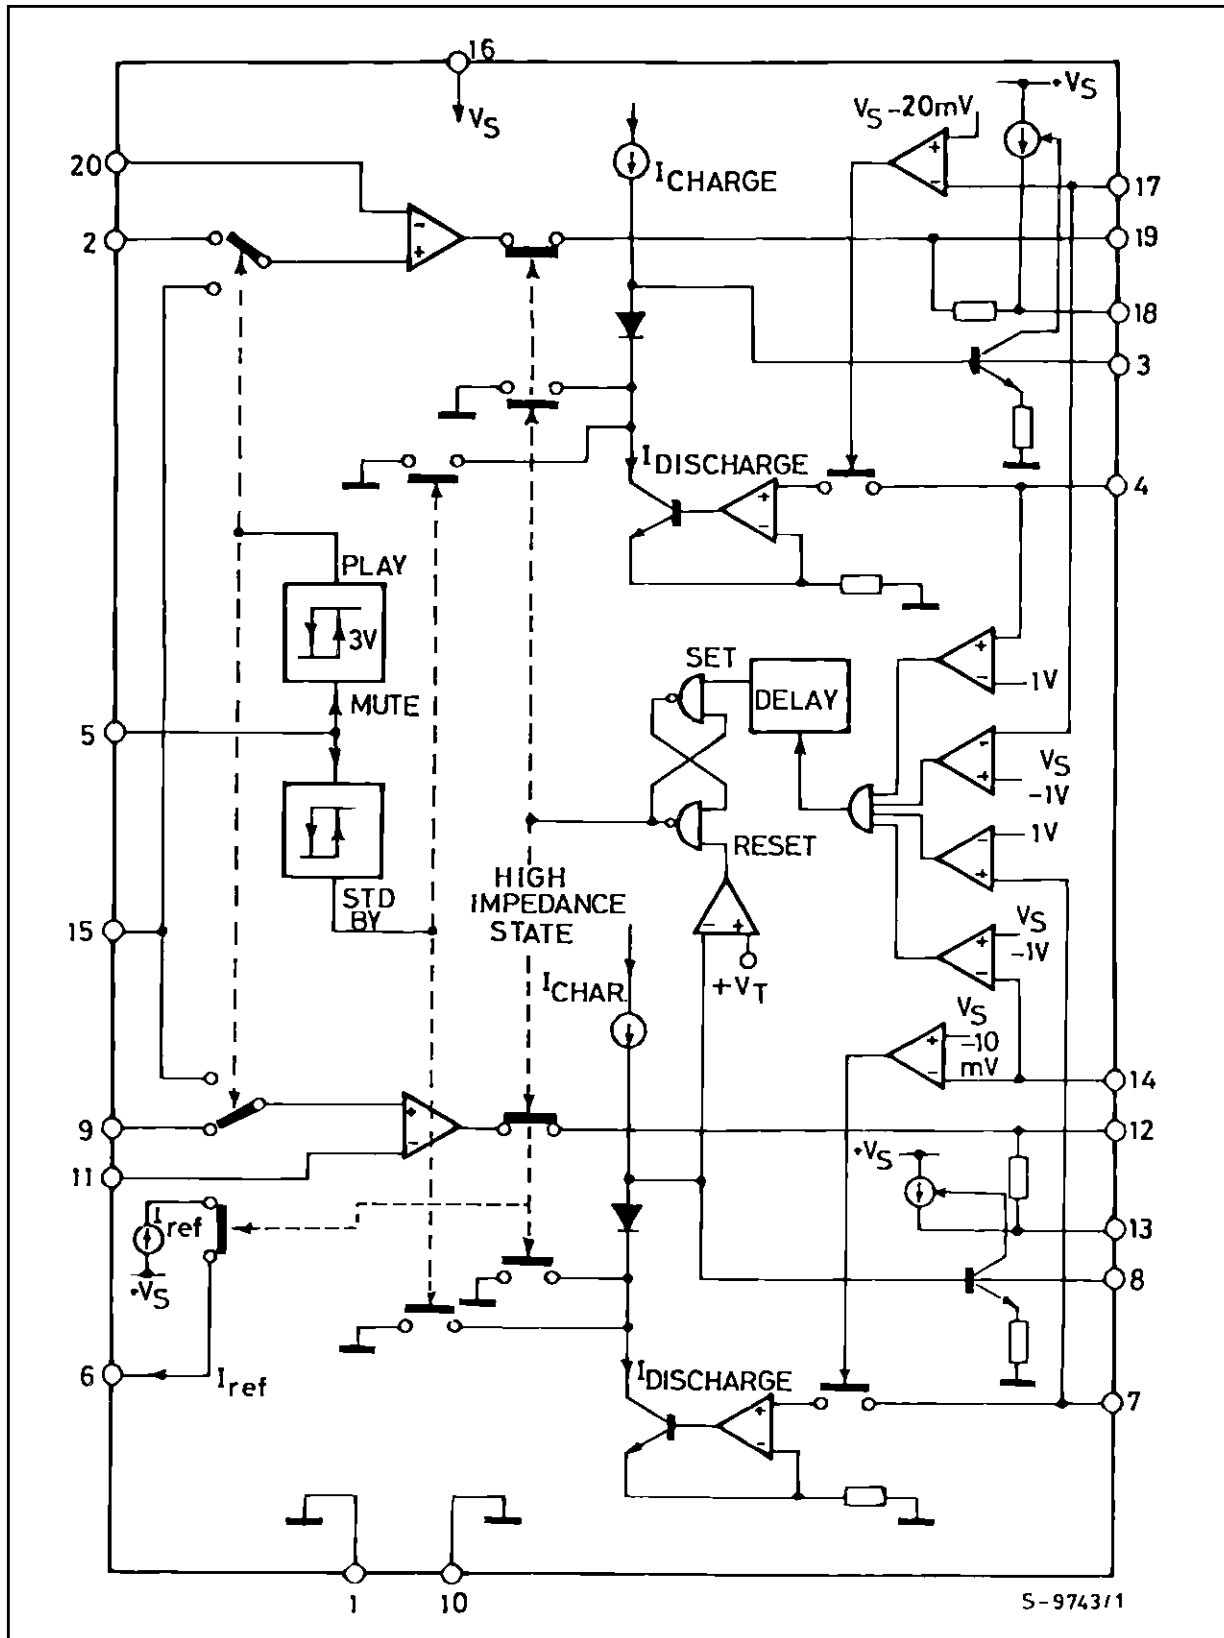 16
VS
VS-20mV
+VS
20
ICHARGE
17
2
-
+
+
-
19
18
3
IDISCHARGE
+
-
4
PLAY
3V
SET
DELAY
+
-
1V
MUTE
5
-
+
VS
-1V
RESET
-
+
1V
STD
BY
HIGH
IMPEDANCE
STATE
15
-
+
+VT
+
-
VS
-1V
ICHAR.
VS
-10
mV
+
-
14
9
+
-
12
11
+VS
Iref
13
+VS
8
6
Iref
IDISCHARGE
+
-
7
1
10
S-9743/1